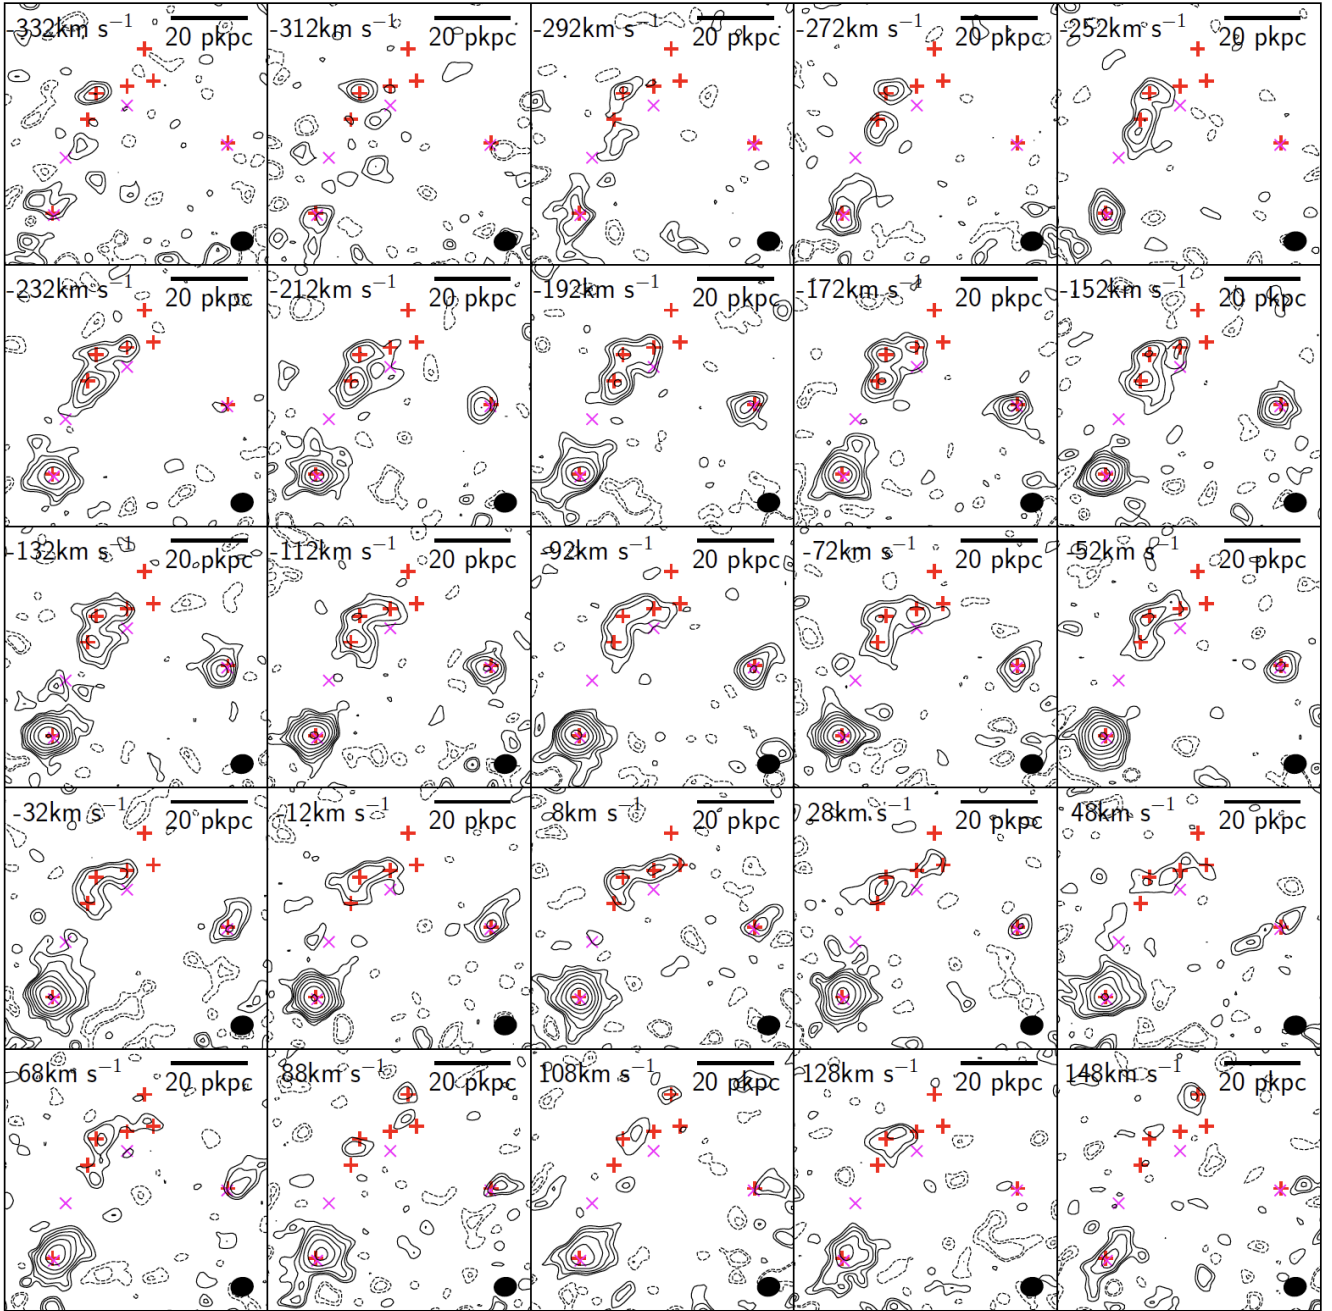 -332km s⁻¹
20 pkpc
-312km s⁻¹
20 pkpc
-292km s⁻¹
20 pkpc
-272km s⁻¹
20 pkpc
-252km s⁻¹
20 pkpc
-232km s⁻¹
20 pkpc
-212km s⁻¹
20 pkpc
-192km s⁻¹
20 pkpc
-172km s⁻¹
20 pkpc
-152km s⁻¹
20 pkpc
-132km s⁻¹
20 pkpc
-112km s⁻¹
20 pkpc
-92km s⁻¹
20 pkpc
-72km s⁻¹
20 pkpc
-52km s⁻¹
20 pkpc
-32km s⁻¹
20 pkpc
-12km s⁻¹
20 pkpc
8km s⁻¹
20 pkpc
28km s⁻¹
20 pkpc
48km s⁻¹
20 pkpc
68km s⁻¹
20 pkpc
88km s⁻¹
20 pkpc
108km s⁻¹
20 pkpc
128km s⁻¹
20 pkpc
148km s⁻¹
20 pkpc